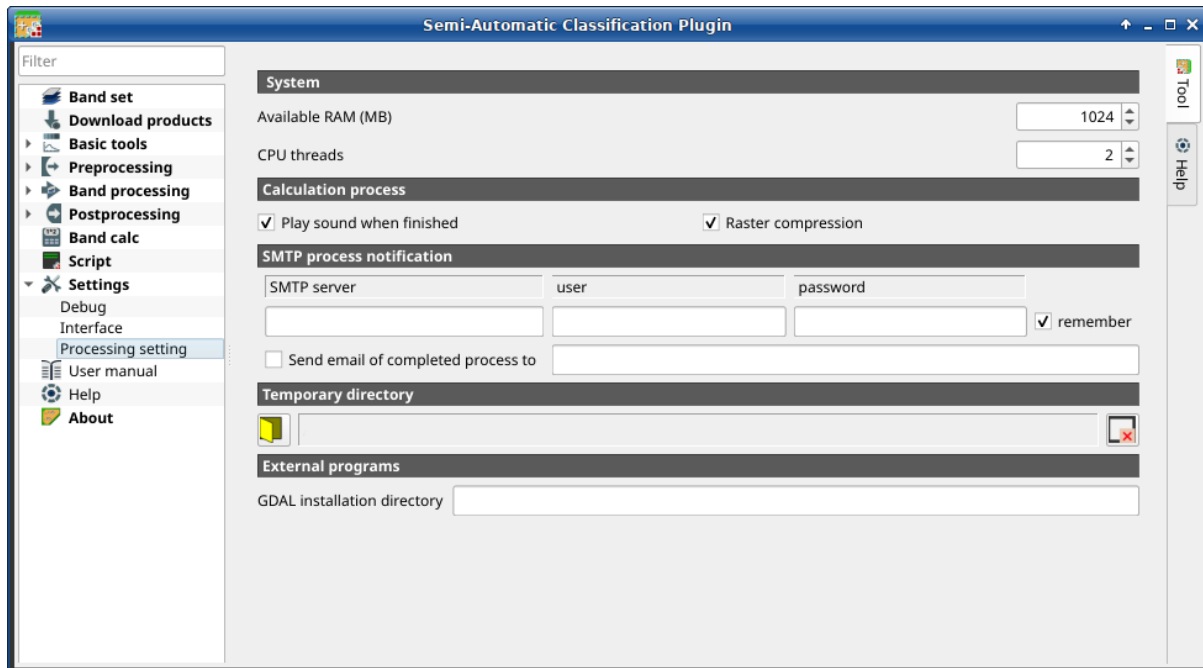 Semi-Automatic Classification Plugin
Filter
Band set
Download products
Basic tools
Preprocessing
Band processing
Postprocessing
Band calc
Script
Settings
Debug
Interface
Processing setting
User manual
Help
About
System
Available RAM (MB) 1024
CPU threads 2
Calculation process
Play sound when finished Raster compression
SMTP process notification
SMTP server user password
remember
Send email of completed process to
Temporary directory
External programs
GDAL installation directory
Tool
Help